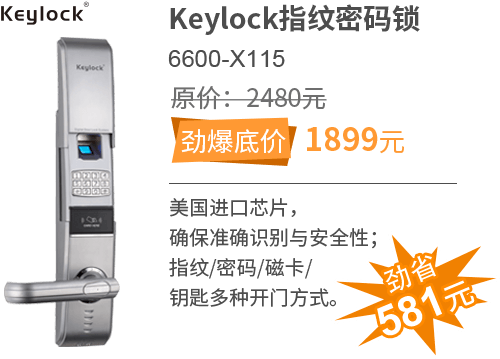 Keylock®
Keylock指纹密码锁
Keylock
6600-X115
原价：2480元
劲爆底价 1899元
美国进口芯片，
确保准确识别与安全性；
指纹/密码/磁卡/
钥匙多种开门方式。
劲省
581元